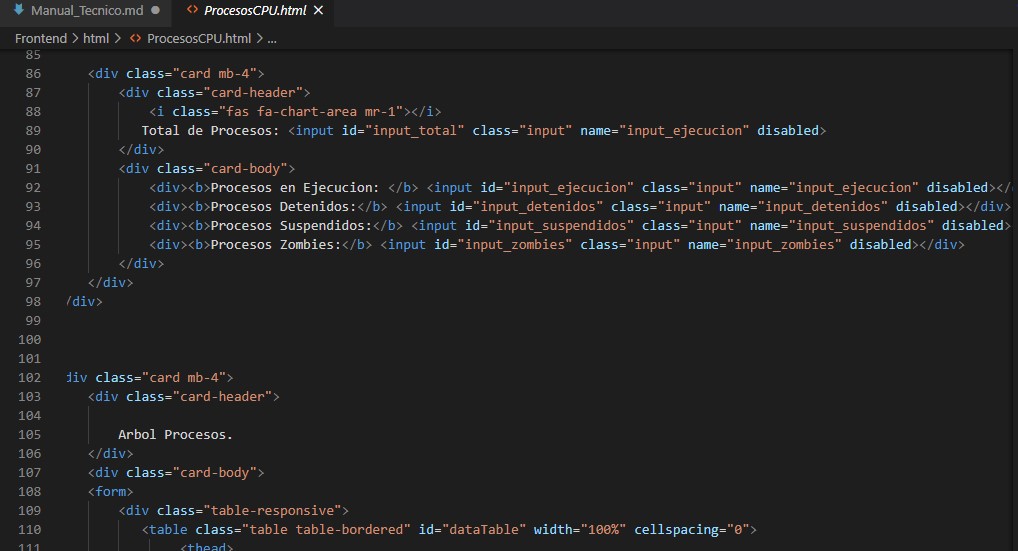 Manual_Tecnico.md ● <> ProcesosCPU.html ×
Frontend > html > <> ProcesosCPU.html > ...
85
86 <div class="card mb-4">
87 <div class="card-header">
88 <i class="fas fa-chart-area mr-1"></i>
89 Total de Procesos: <input id="input_total" class="input" name="input_ejecucion" disabled>
90 </div>
91 <div class="card-body">
92 <div><b>Procesos en Ejecucion: </b> <input id="input_ejecucion" class="input" name="input_ejecucion" disabled></
93 <div><b>Procesos Detenidos:</b> <input id="input_detenidos" class="input" name="input_detenidos" disabled></div>
94 <div><b>Procesos Suspendidos:</b> <input id="input_suspendidos" class="input" name="input_suspendidos" disabled>
95 <div><b>Procesos Zombies:</b> <input id="input_zombies" class="input" name="input_zombies" disabled></div>
96 </div>
97 </div>
98 /div>
99
100
101
102 div class="card mb-4">
103 <div class="card-header">
104
105 Arbol Procesos.
106 </div>
107 <div class="card-body">
108 <form>
109 <div class="table-responsive">
110 <table class="table table-bordered" id="dataTable" width="100%" cellspacing="0">
111 <thead>